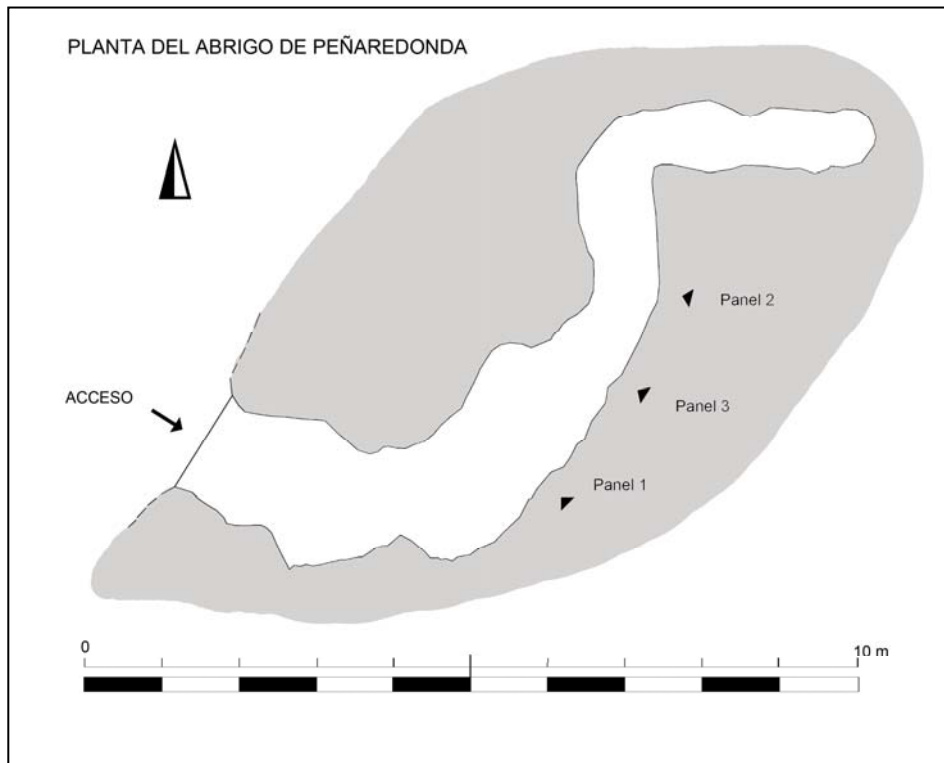 PLANTA DEL ABRIGO DE PEÑAREDONDA
Panel 2
ACCESO
Panel 3
Panel 1
0
10 m